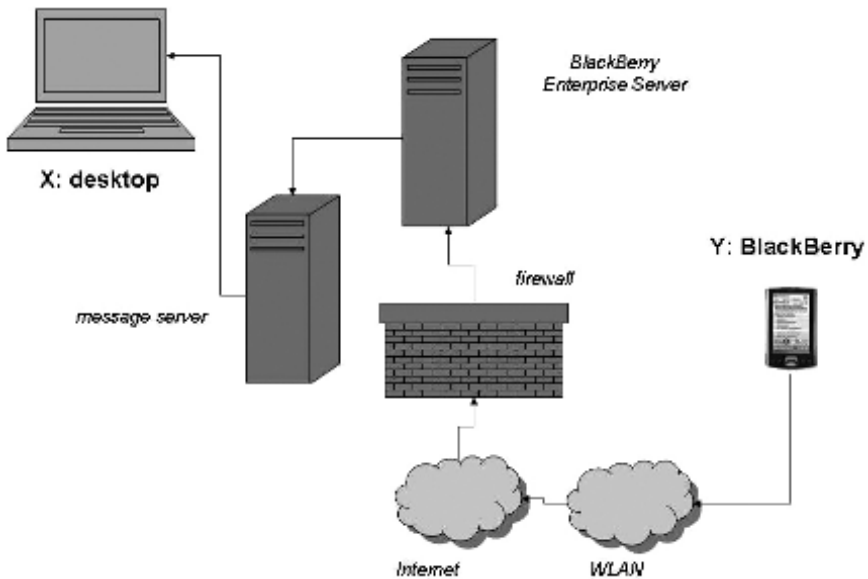 BlackBerry
Enterprise Server
X: desktop
Y: BlackBerry
firewall
message server
Internet
WLAN